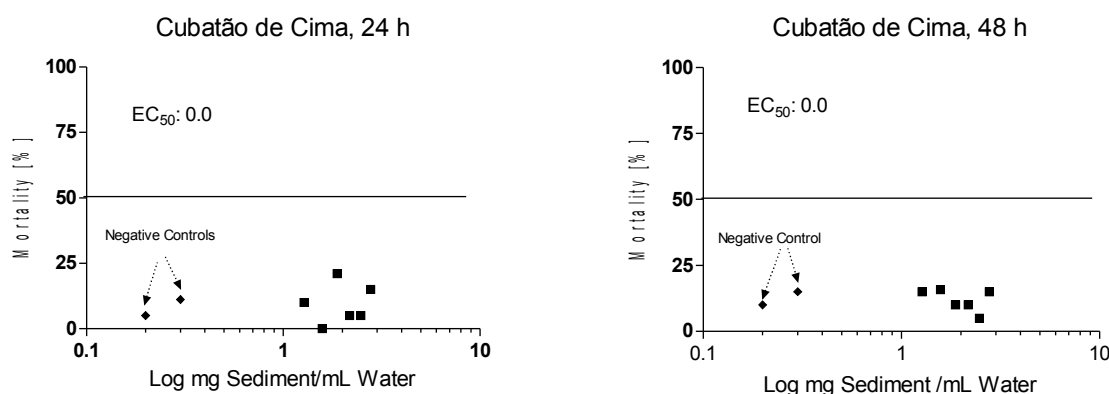 Cubatão de Cima, 24 h
100
75
50
25
0
Mortality [%]
EC50: 0.0
Negative Controls
0.1
1
10
Log mg Sediment/mL Water
Cubatão de Cima, 48 h
100
75
50
25
0
Mortality [%]
EC50: 0.0
Negative Control
0.1
1
10
Log mg Sediment /mL Water